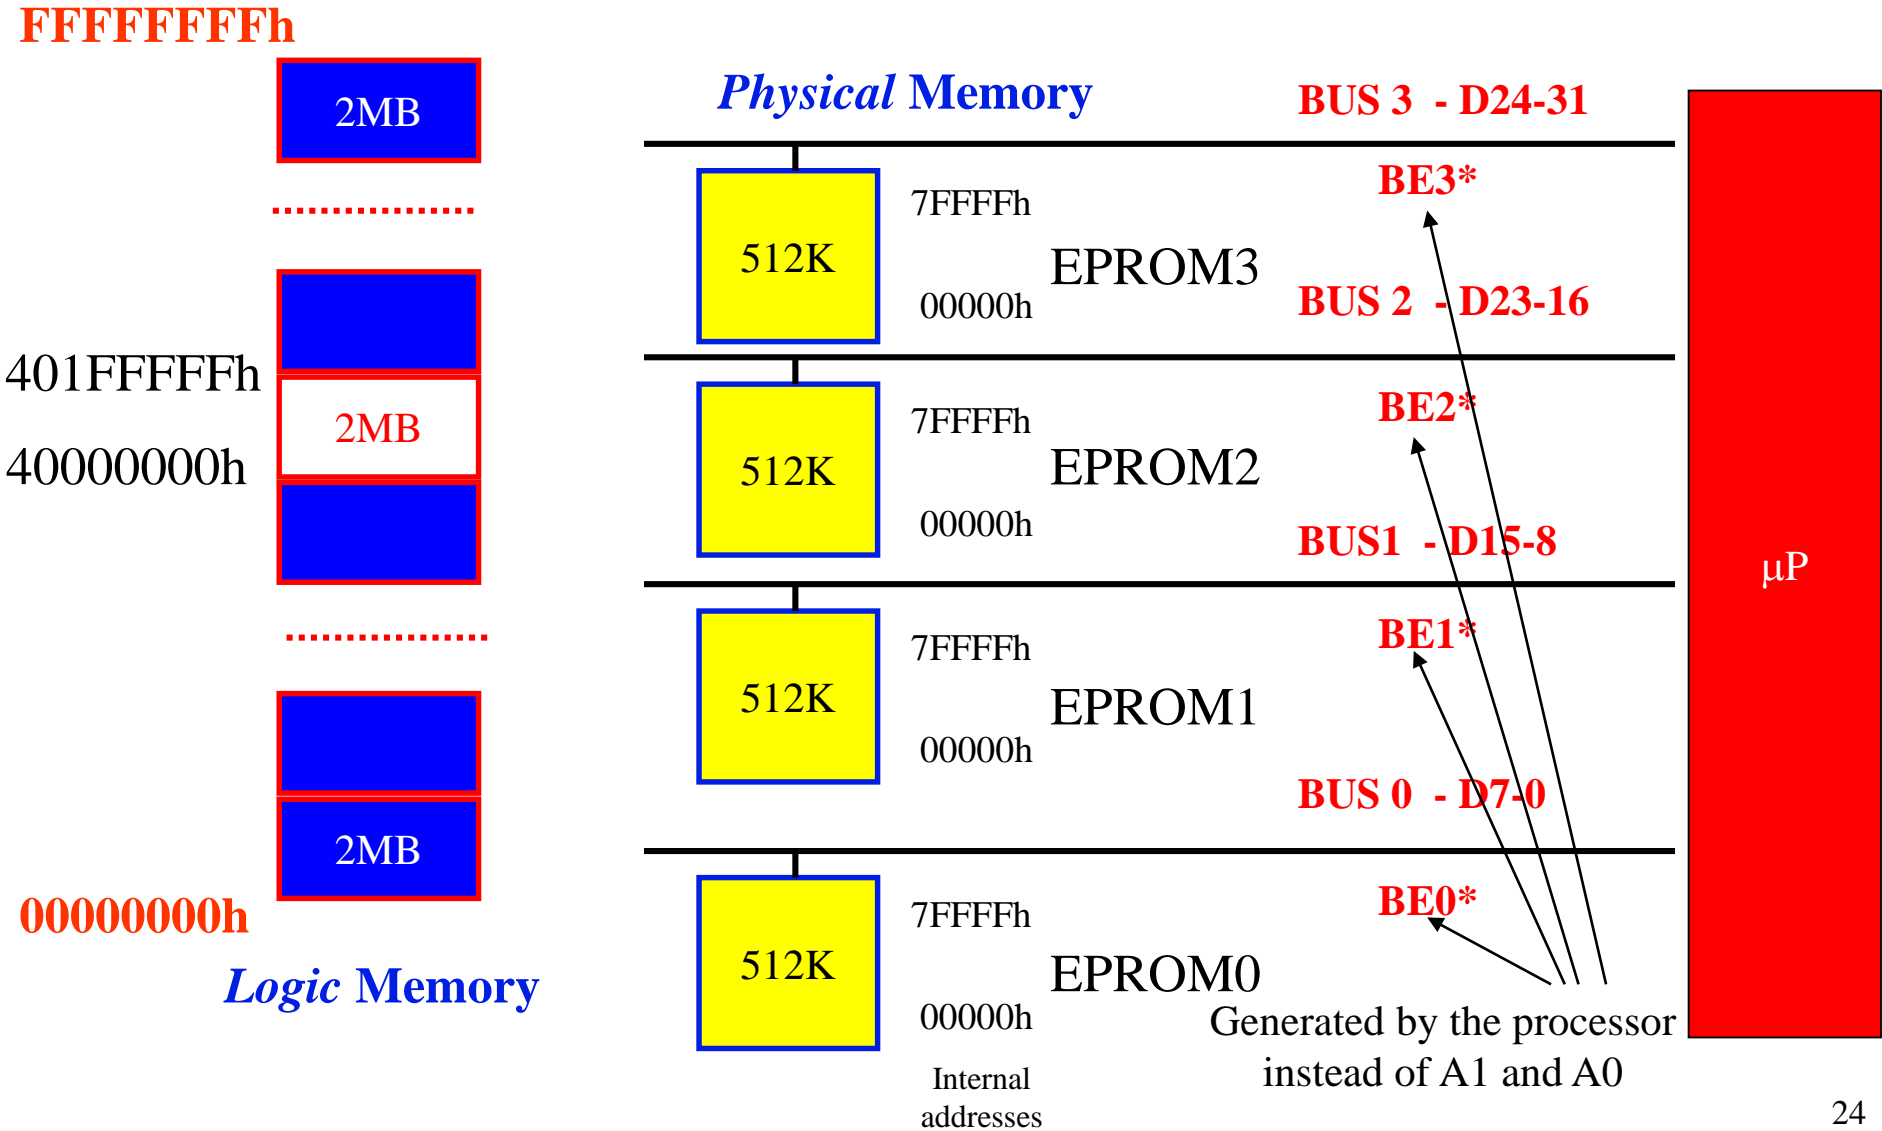 FFFFFFFFh
2MB
401FFFFFh
2MB
40000000h
2MB
00000000h
Logic Memory
Physical Memory
BUS 3 - D24-31
BE3*
7FFFFh
512K
EPROM3
00000h
BUS 2 - D23-16
BE2*
7FFFFh
512K
EPROM2
00000h
BUS1 - D15-8
BE1*
7FFFFh
512K
EPROM1
00000h
BUS 0 - D7-0
BE0*
7FFFFh
512K
EPROM0
00000h
Internal
addresses
Generated by the processor
instead of A1 and A0
μP
24